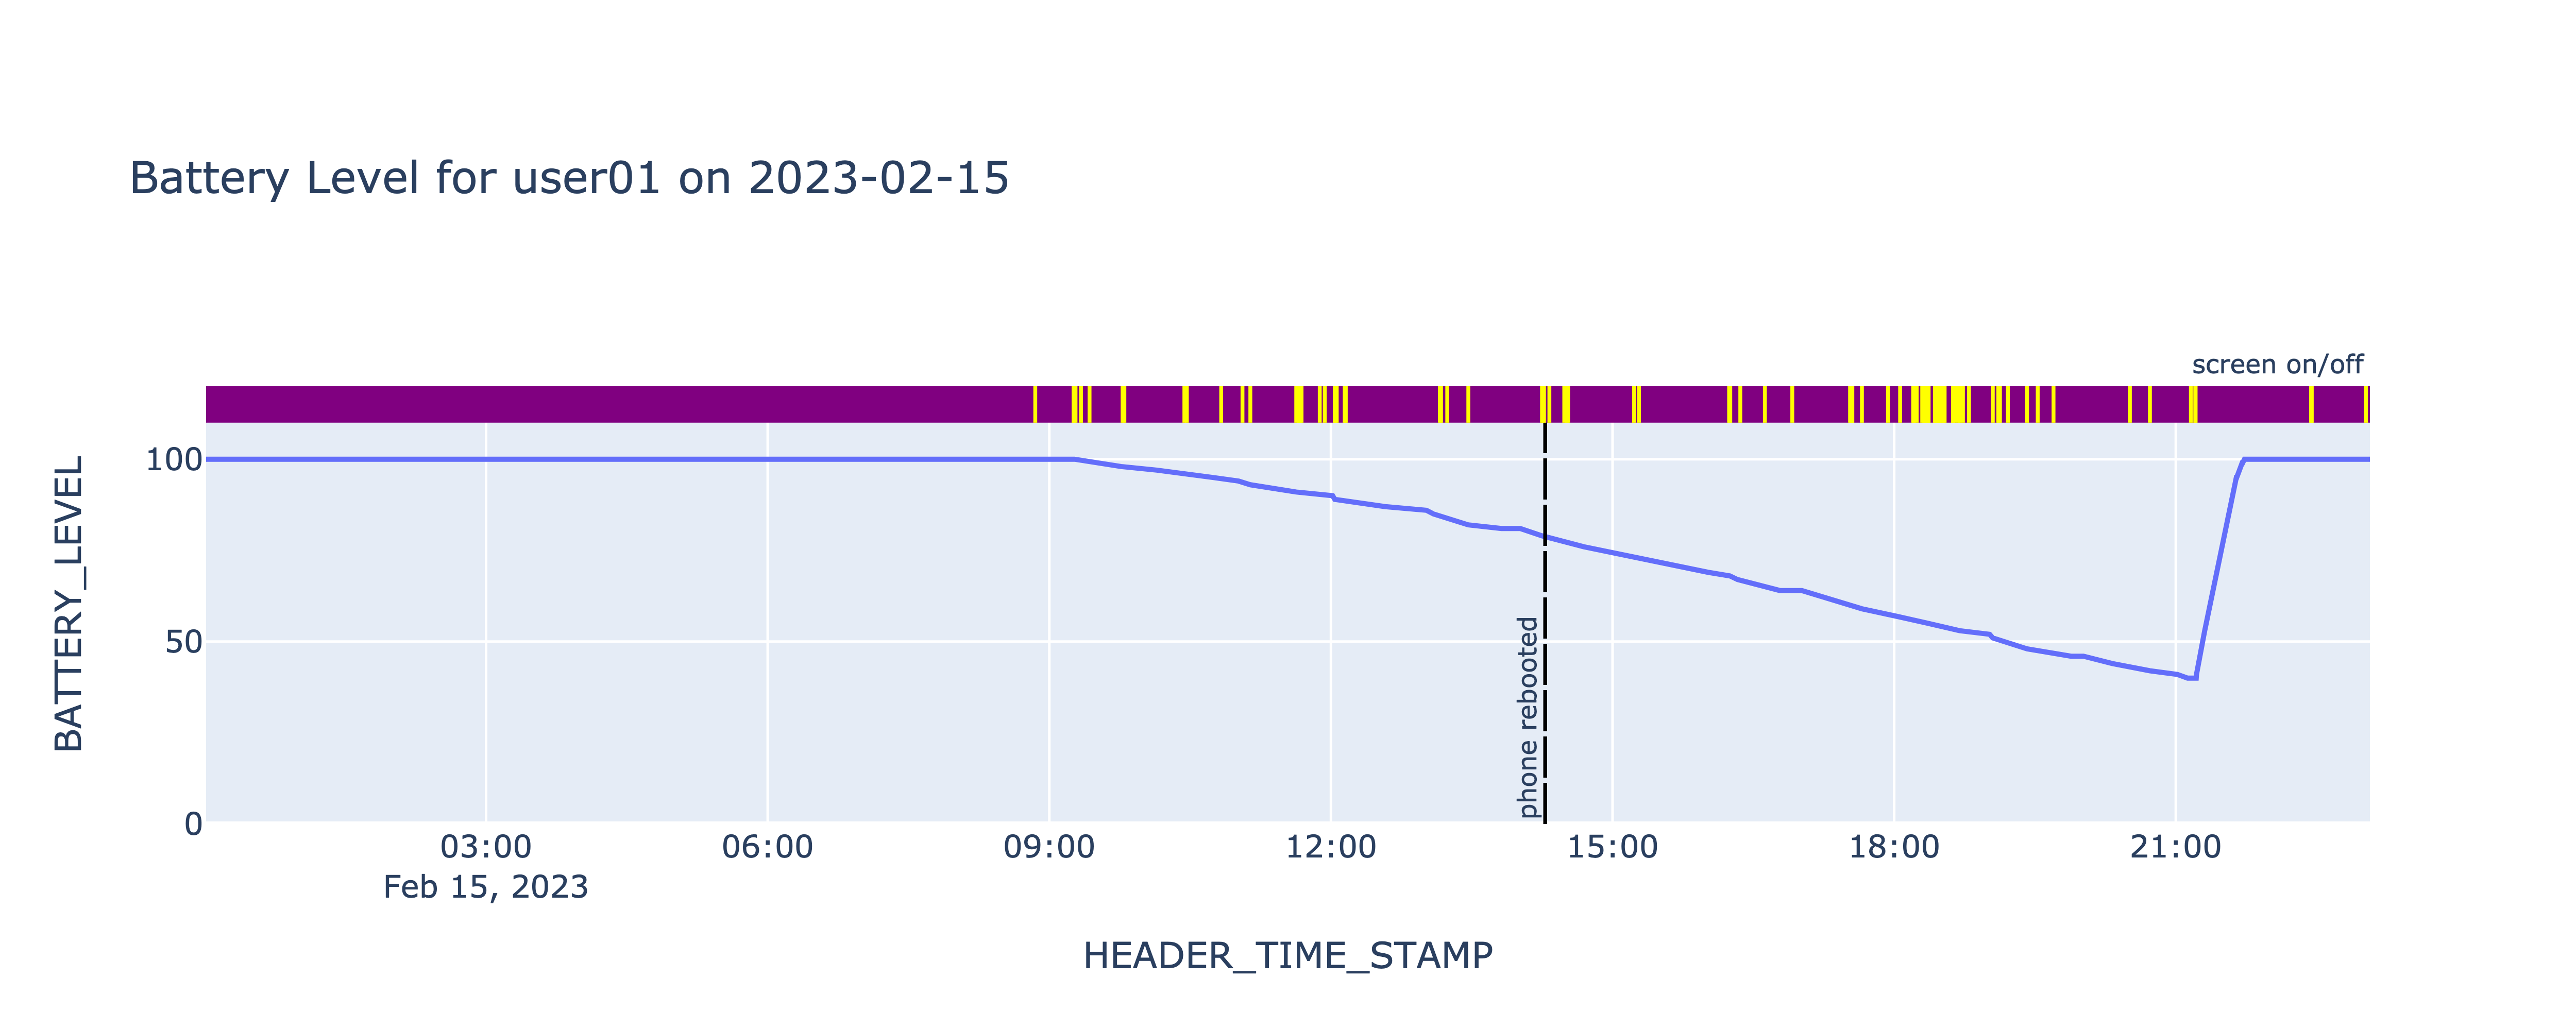 Battery Level for user01 on 2023-02-15
screen on/off
BATTERY_LEVEL
100
50
0
phone rebooted
03:00 06:00 09:00 12:00 15:00 18:00 21:00
Feb 15, 2023
HEADER_TIME_STAMP